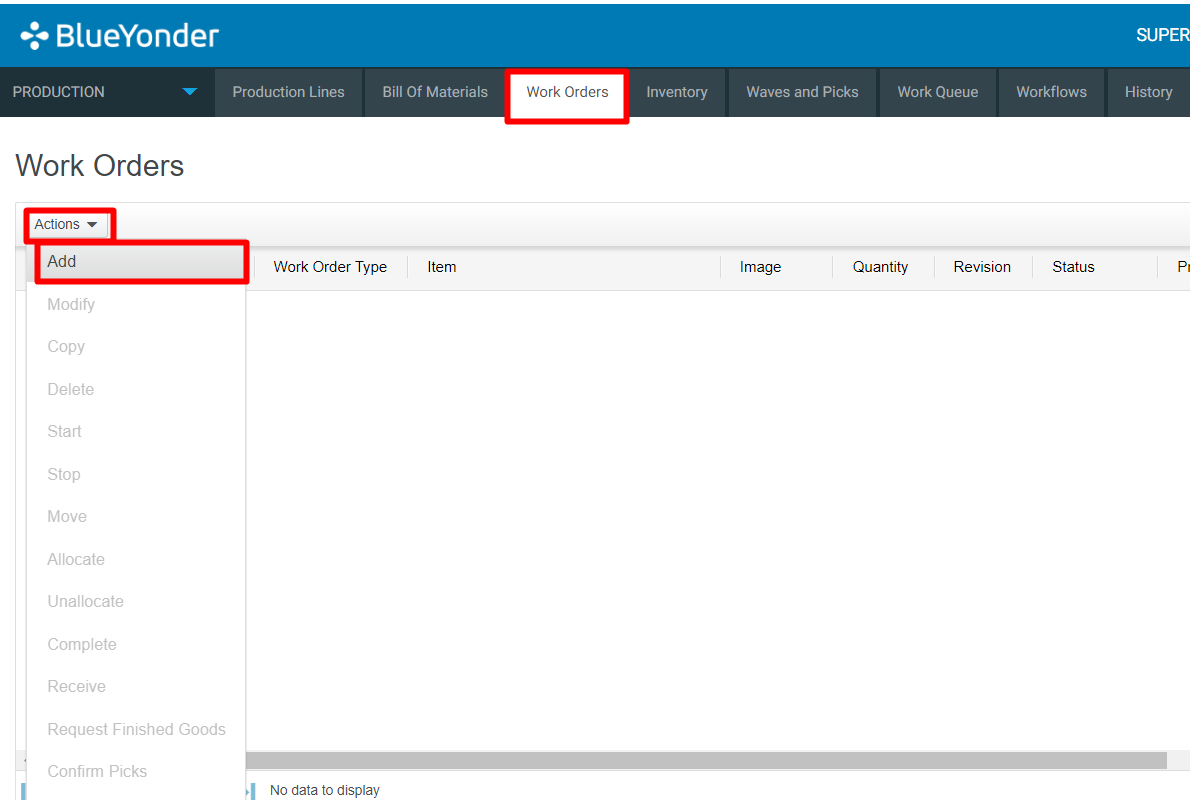 BlueYonder
SUPER
PRODUCTION
Production Lines
Bill Of Materials
Work Orders
Inventory
Waves and Picks
Work Queue
Workflows
History
Work Orders
Actions
Add
Work Order Type
Item
Image
Quantity
Revision
Status
Pr
Modify
Copy
Delete
Start
Stop
Move
Allocate
Unallocate
Complete
Receive
Request Finished Goods
Confirm Picks
No data to display